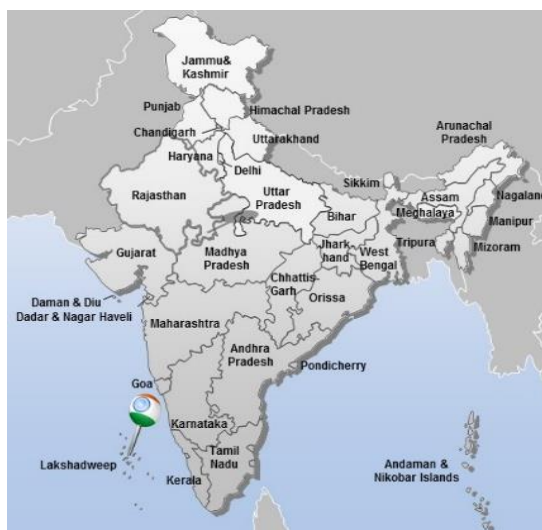 Jammu&
Kashmir
Punjab
Himachal Pradesh
Chandigarh
Uttarakhand
Arunachal
Pradesh
Haryana
Delhi
Sikkim
Rajasthan
Uttar
Pradesh
Assam
Nagaland
Bihar
Meghalaya
Manipur
Gujarat
Madhya
Pradesh
Jhark
hand
West
Bengal
Tripura
Mizoram
Chhattis-
Garh
Orissa
Daman & Diu
Dadar & Nagar Haveli
Maharashtra
Andhra
Pradesh
Pondicherry
Goa
Karnataka
Tamil
Nadu
Lakshadweep
Kerala
Andaman &
Nikobar Islands